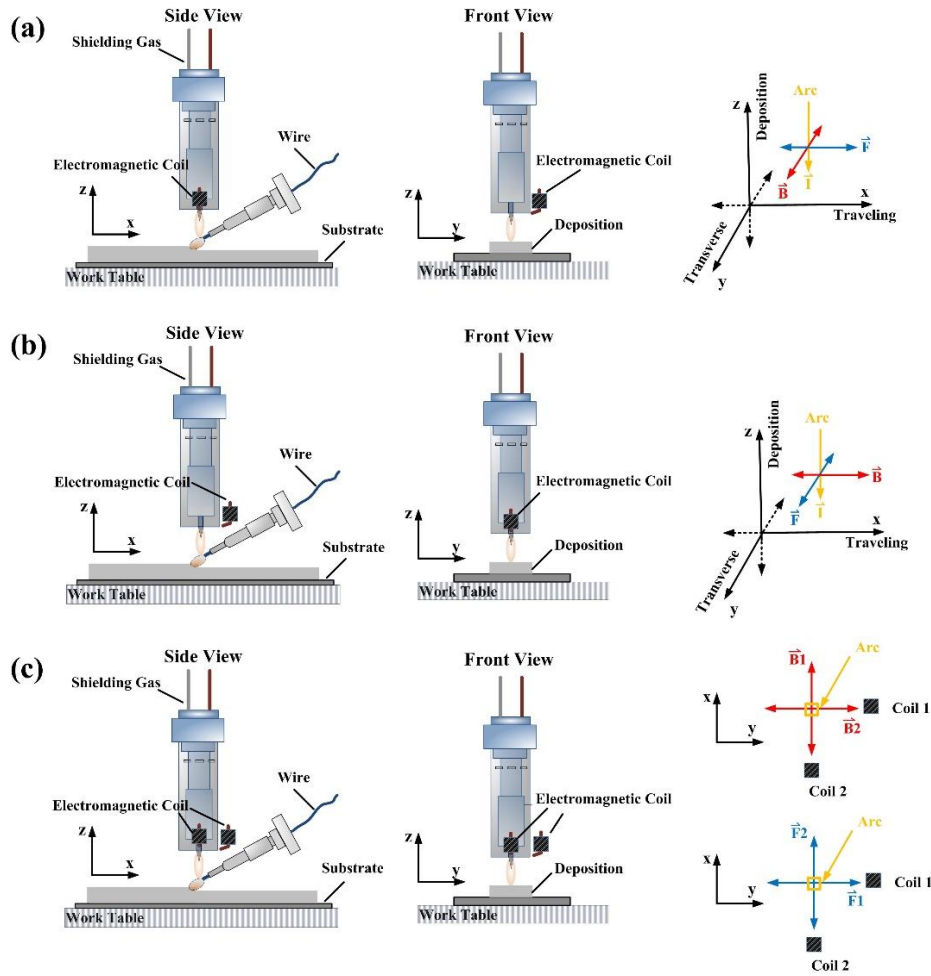 (a)
Side View
Shielding Gas
Wire
Electromagnetic Coil
z
x
Substrate
Work Table
Front View
Electromagnetic Coil
z
y
Deposition
Work Table
z
Deposition
Arc
F
B
I
x
Traveling
Transverse
y
(b)
Side View
Shielding Gas
Wire
Electromagnetic Coil
z
x
Substrate
Work Table
Front View
Electromagnetic Coil
z
y
Deposition
Work Table
z
Deposition
Arc
B
F
I
x
Traveling
Transverse
y
(c)
Side View
Shielding Gas
Wire
Electromagnetic Coil
z
x
Substrate
Work Table
Front View
Electromagnetic Coil
z
y
Deposition
Work Table
B1
Arc
x
Coil 1
y
B2
Coil 2
F2
Arc
x
Coil 1
y
F1
Coil 2